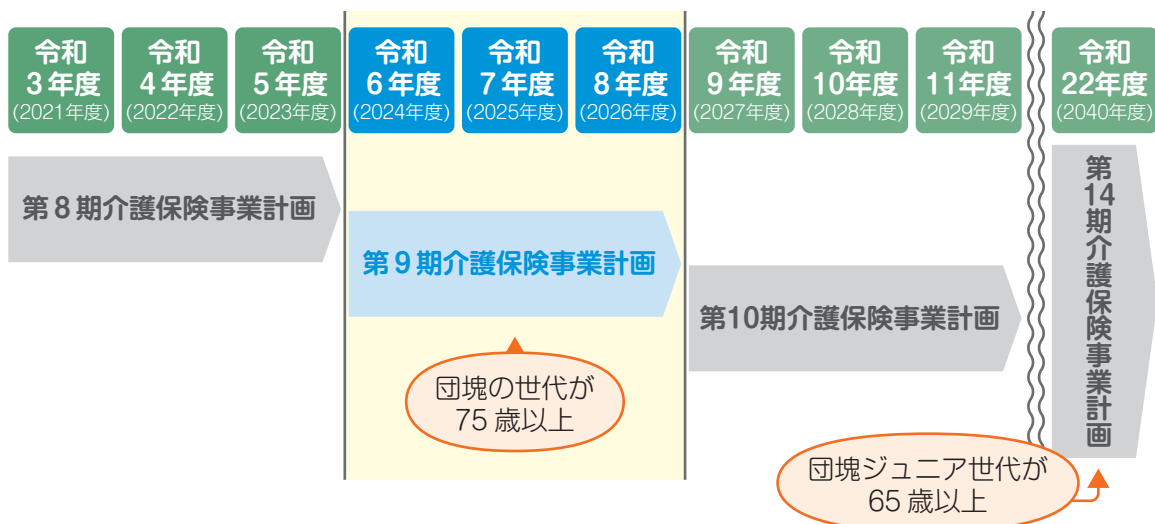 令和
3年度
(2021年度)
令和
4年度
(2022年度)
令和
5年度
(2023年度)
令和
6年度
(2024年度)
令和
7年度
(2025年度)
令和
8年度
(2026年度)
令和
9年度
(2027年度)
令和
10年度
(2028年度)
令和
11年度
(2029年度)
令和
22年度
(2040年度)
第8期介護保険事業計画
第9期介護保険事業計画
第10期介護保険事業計画
第14期介護保険事業計画
団塊の世代が
75歳以上
団塊ジュニア世代が
65歳以上